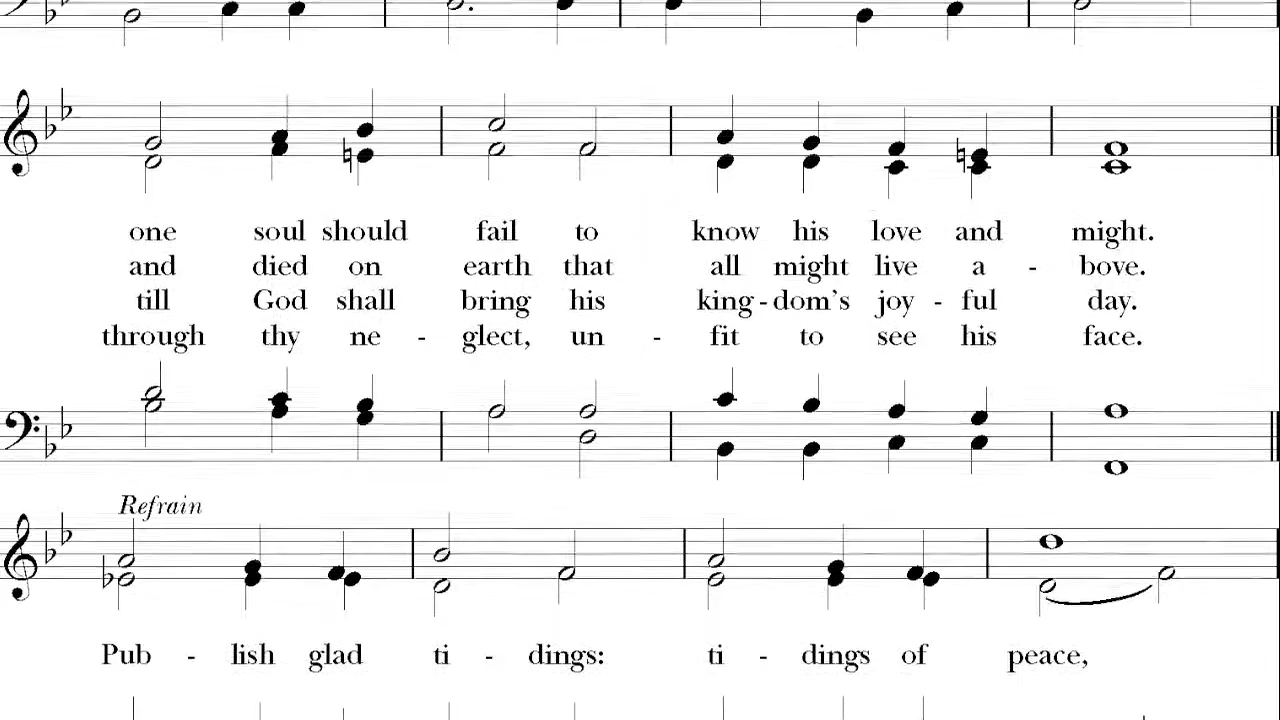 one soul should fail to know his love and might.
and died on earth that all might live a - bove.
till God shall bring his king - dom's joy - ful day.
through thy ne - glect, un - fit to see his face.
Refrain
Pub - lish glad ti - dings: ti - dings of peace,